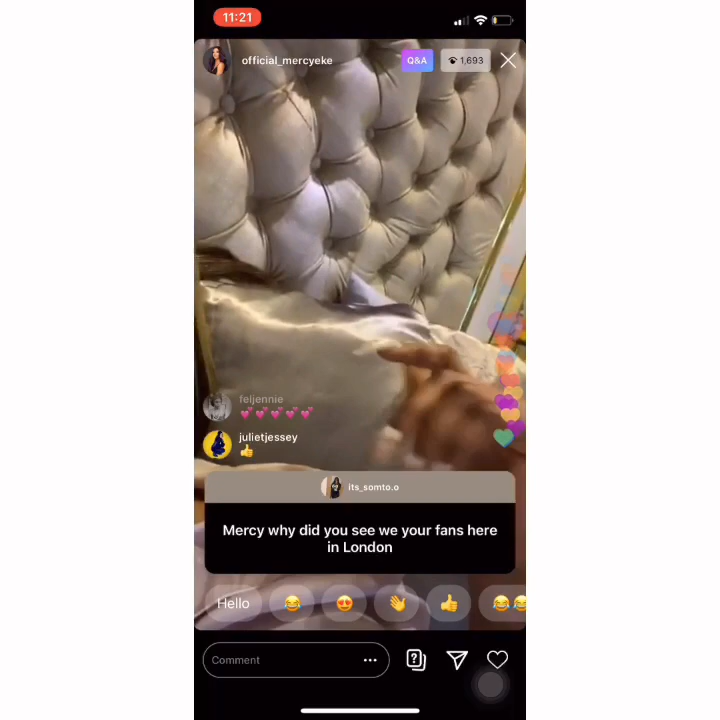 11:21
official_mercyeke
Q&A
1,693
feljennie
julietjessey
its_somto.o
Mercy why did you see we your fans here
in London
Hello
Comment